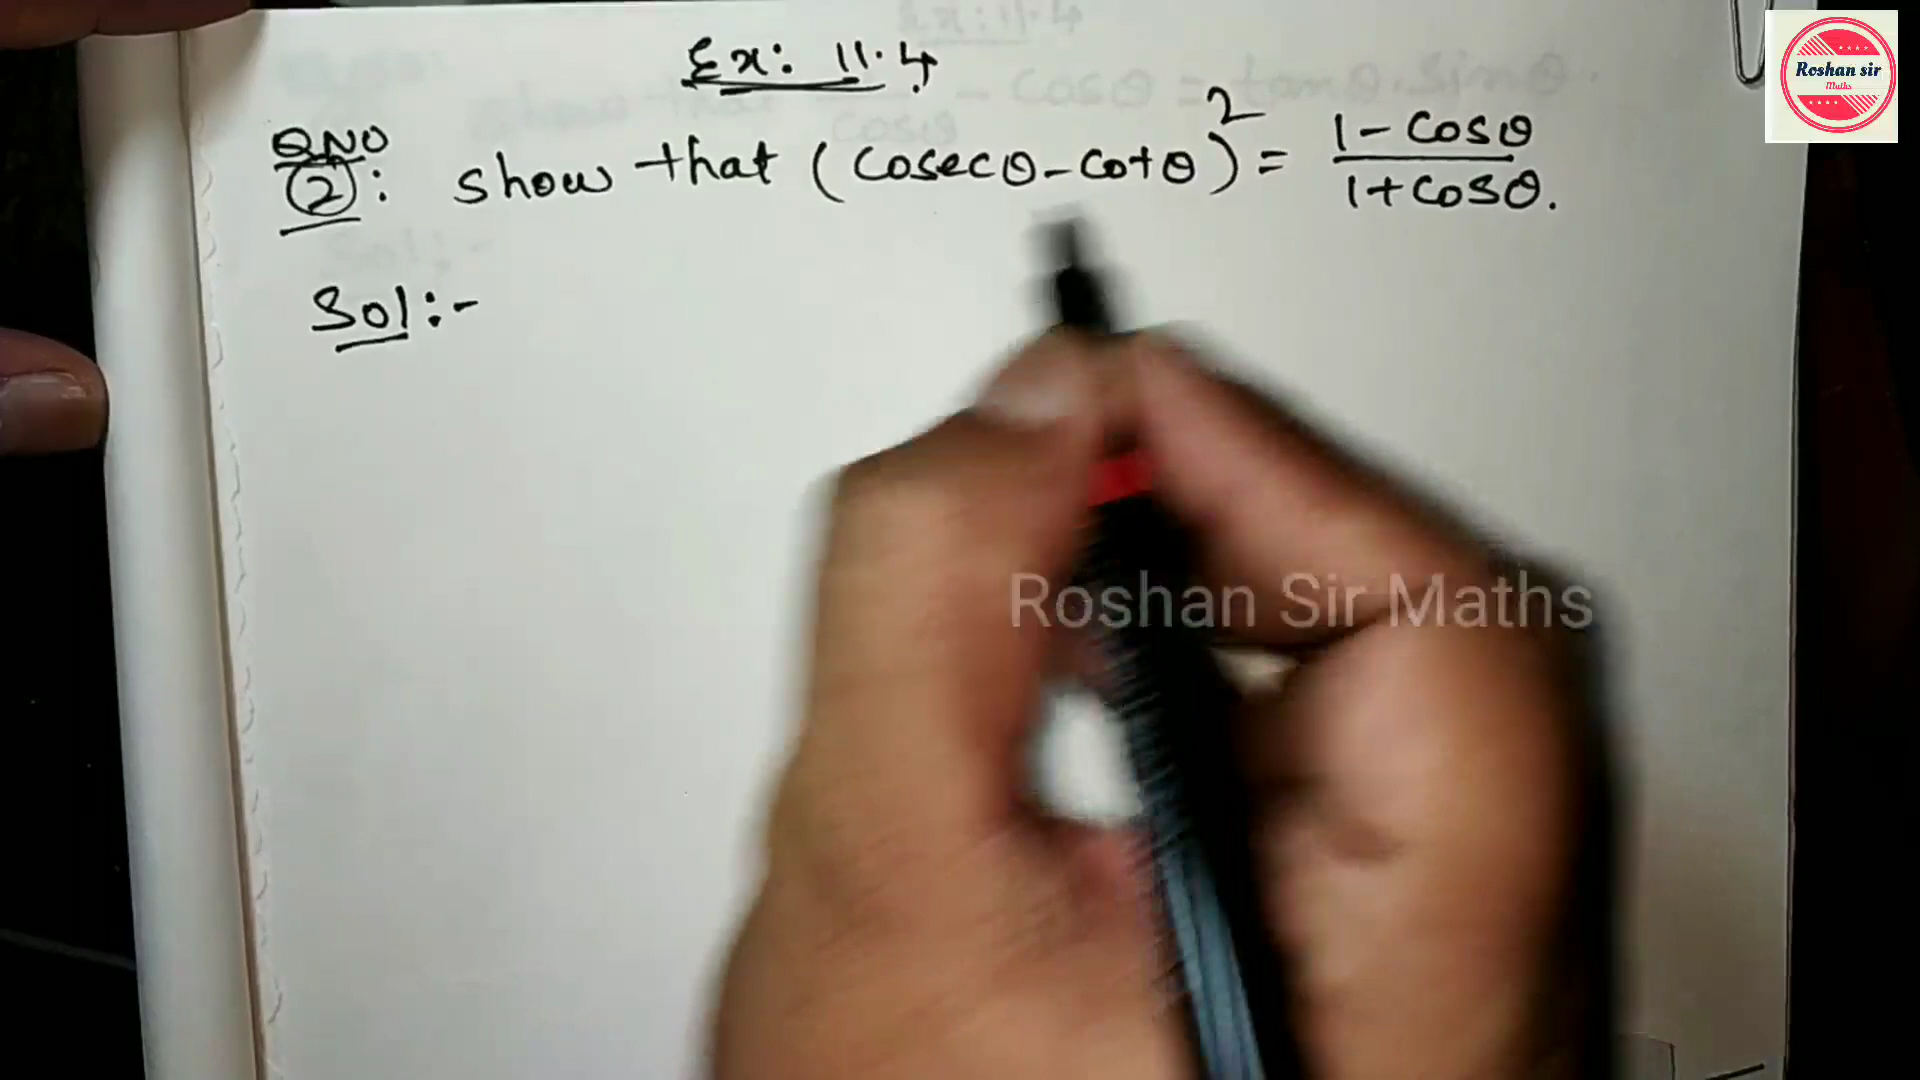 Ex: 11.4
Q NO
2: show that (cosecθ-cotθ)² = 1-cosθ/1+cosθ.
Sol:-
Roshan sir
Maths
Roshan Sir Maths